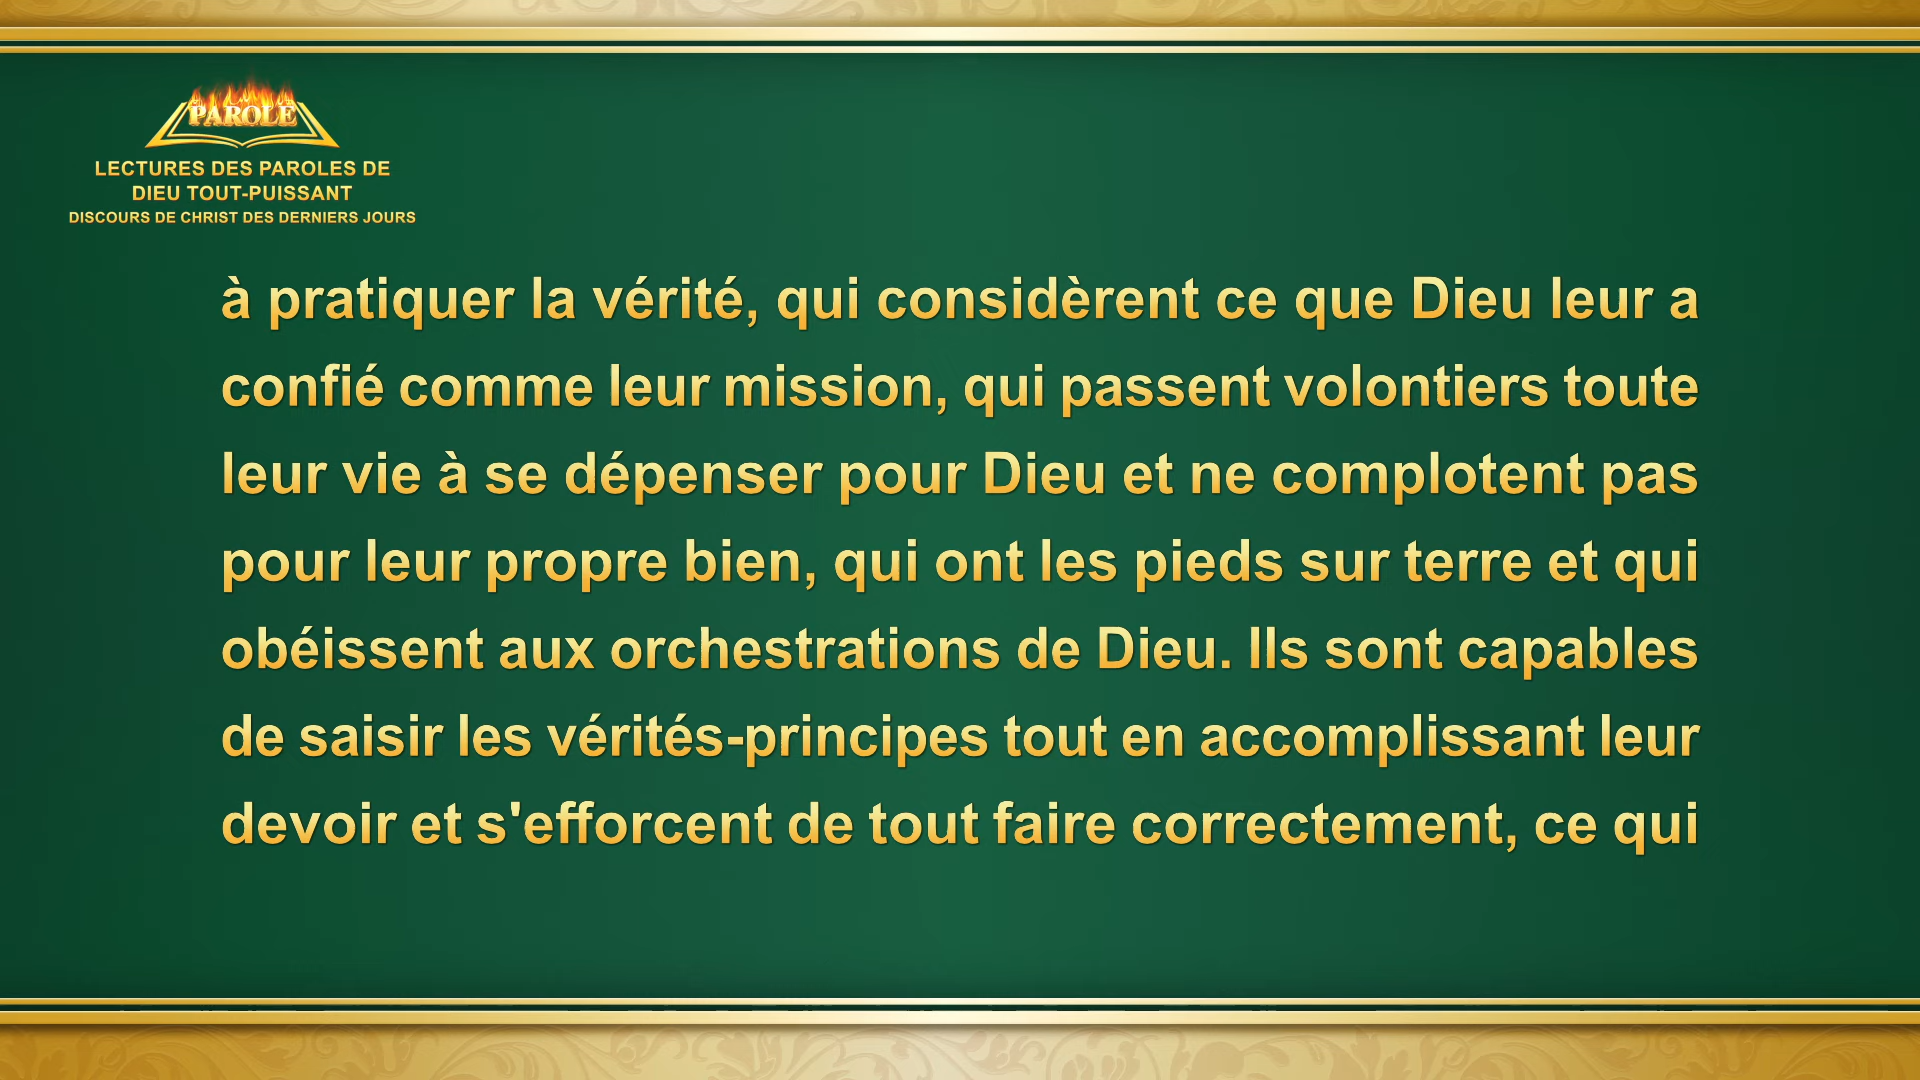 PAROLE
LECTURES DES PAROLES DE
DIEU TOUT-PUISSANT
DISCOURS DE CHRIST DES DERNIERS JOURS
à pratiquer la vérité, qui considèrent ce que Dieu leur a
confié comme leur mission, qui passent volontiers toute
leur vie à se dépenser pour Dieu et ne complotent pas
pour leur propre bien, qui ont les pieds sur terre et qui
obéissent aux orchestrations de Dieu. Ils sont capables
de saisir les vérités-principes tout en accomplissant leur
devoir et s'efforcent de tout faire correctement, ce qui